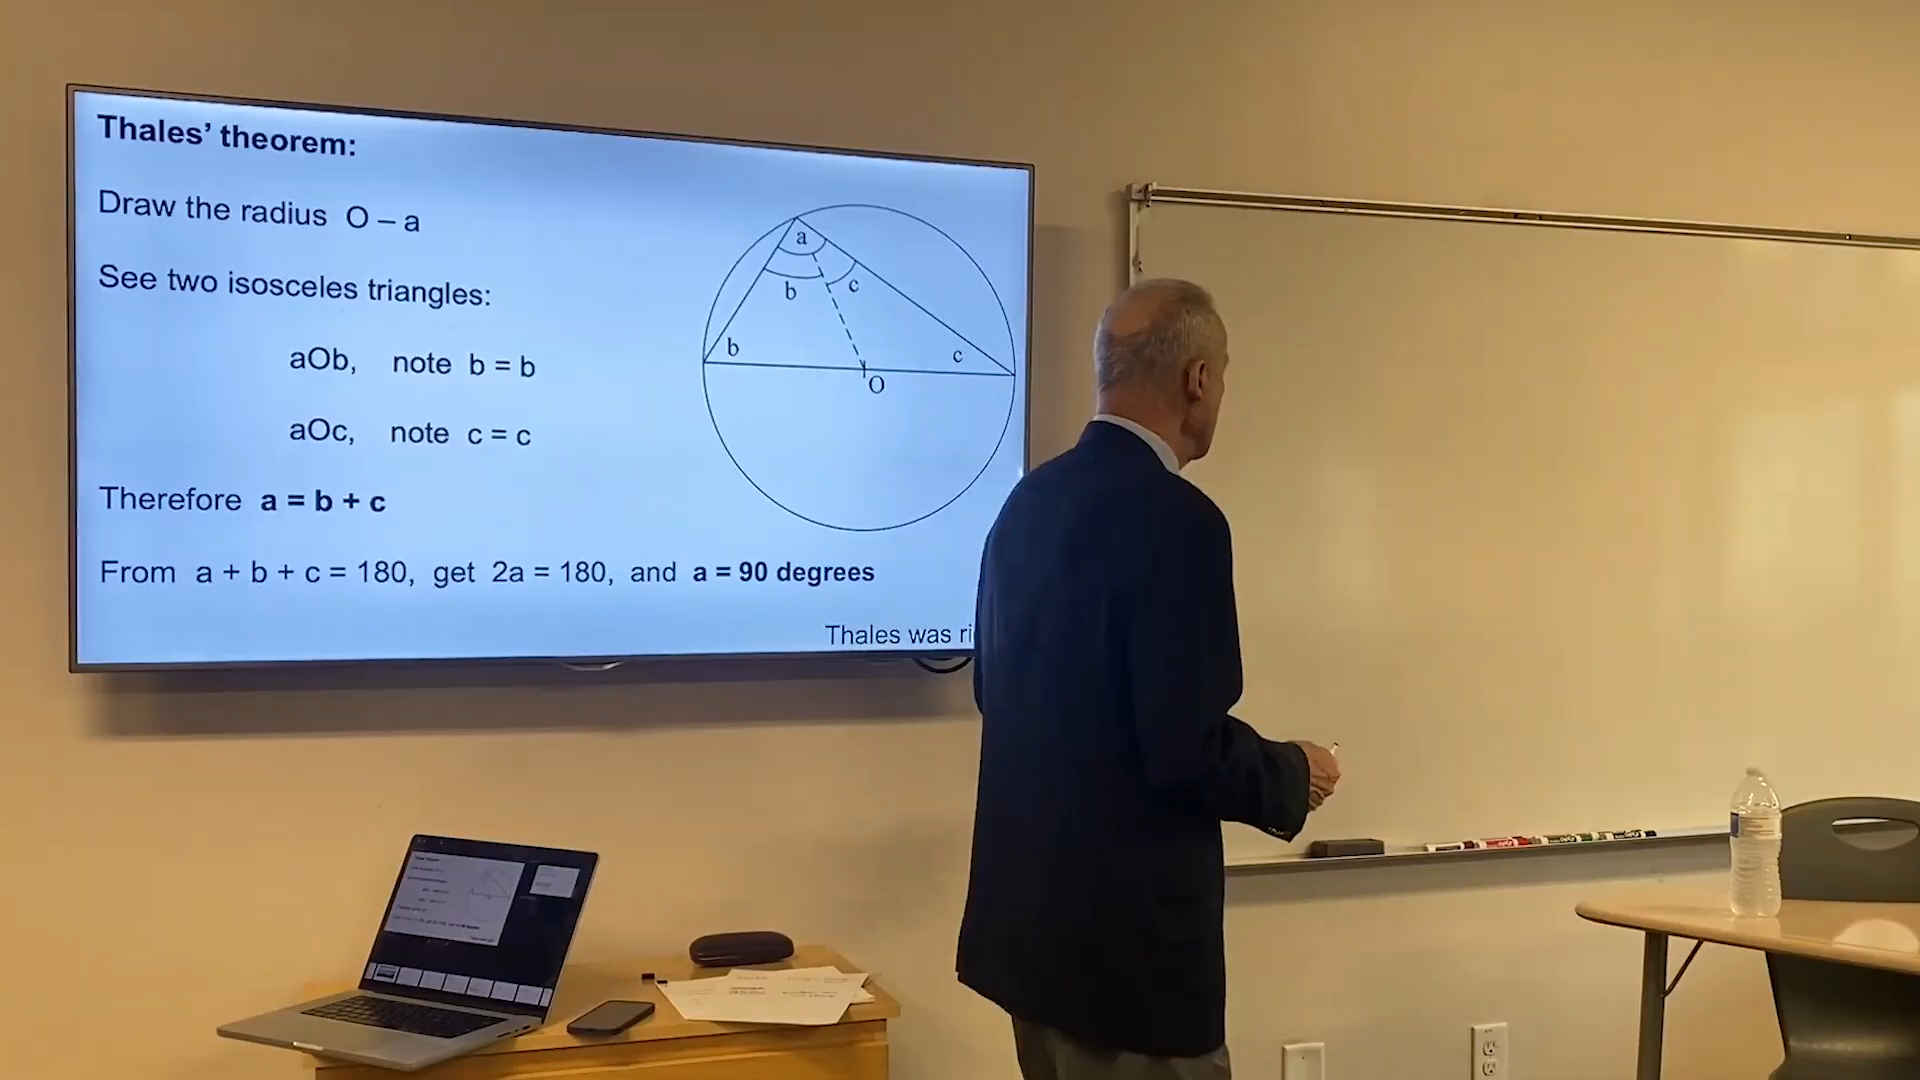 Thales’ theorem:
Draw the radius O – a
See two isosceles triangles:
aOb, note b = b
aOc, note c = c
Therefore a = b + c
From a + b + c = 180, get 2a = 180, and a = 90 degrees
Thales was
a
b c
b c
O